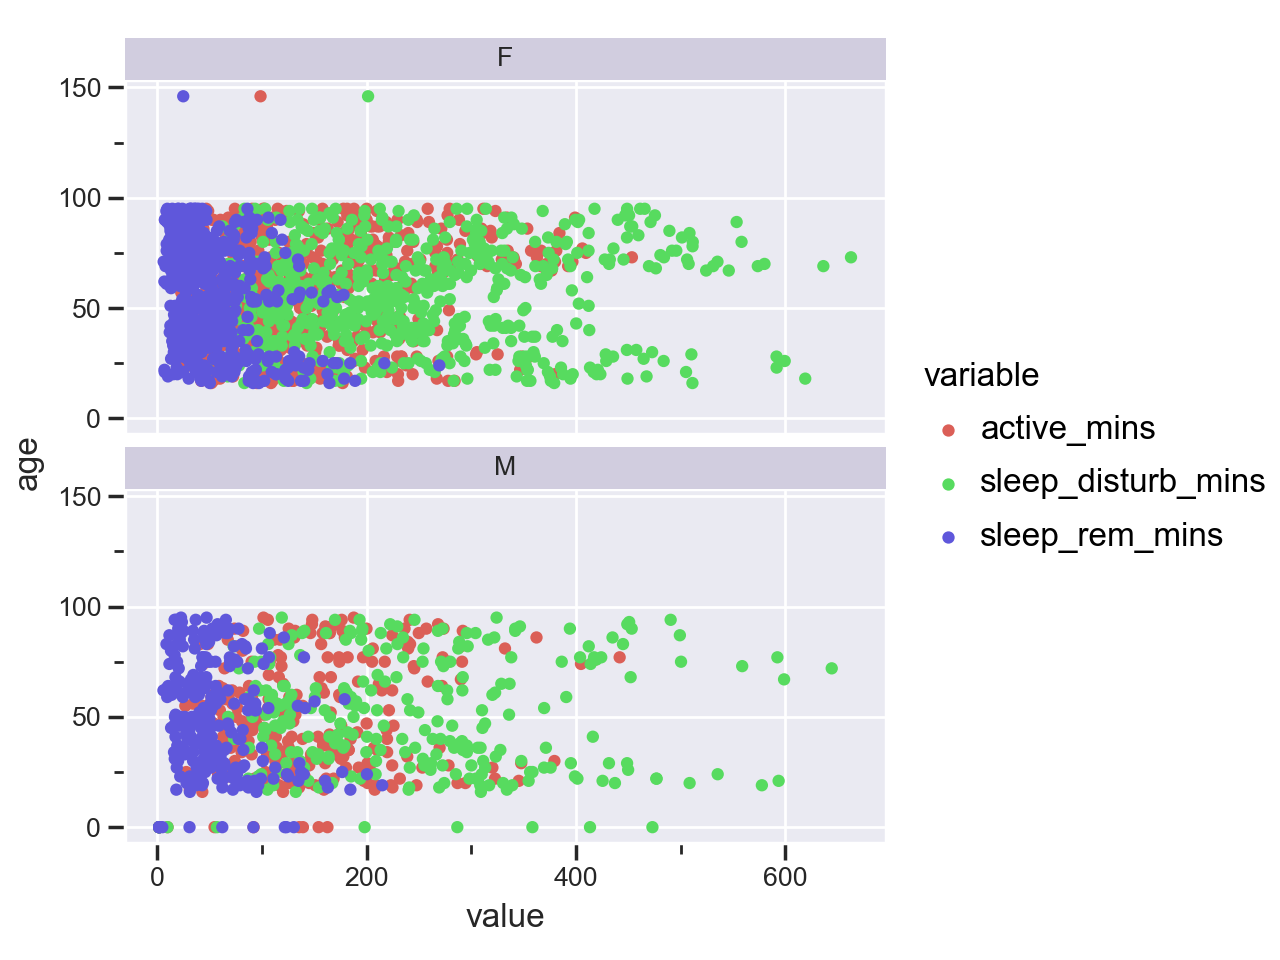 F
150
100
50
0
age
M
150
100
50
0
0 200 400 600
value
variable
active_mins
sleep_disturb_mins
sleep_rem_mins